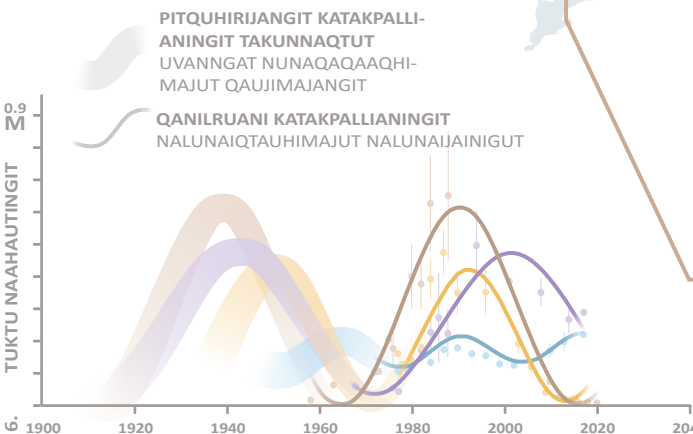 PITQUHIRIJANGIT KATAKPALLI-
ANINGIT TAKUNNAQTUT
UVANNGAT NUNAQAQAAQHI-
MAJUT QAUJIMAJANGIT
QANILRUANI KATAKPALLIANINGIT
NALUNAIQTAUHIMAJUT NALUNAIJAINIGUT
0.9
M
TUKTU NAAHAUTINGIT
6.
1900 1920 1940 1960 1980 2000 2020